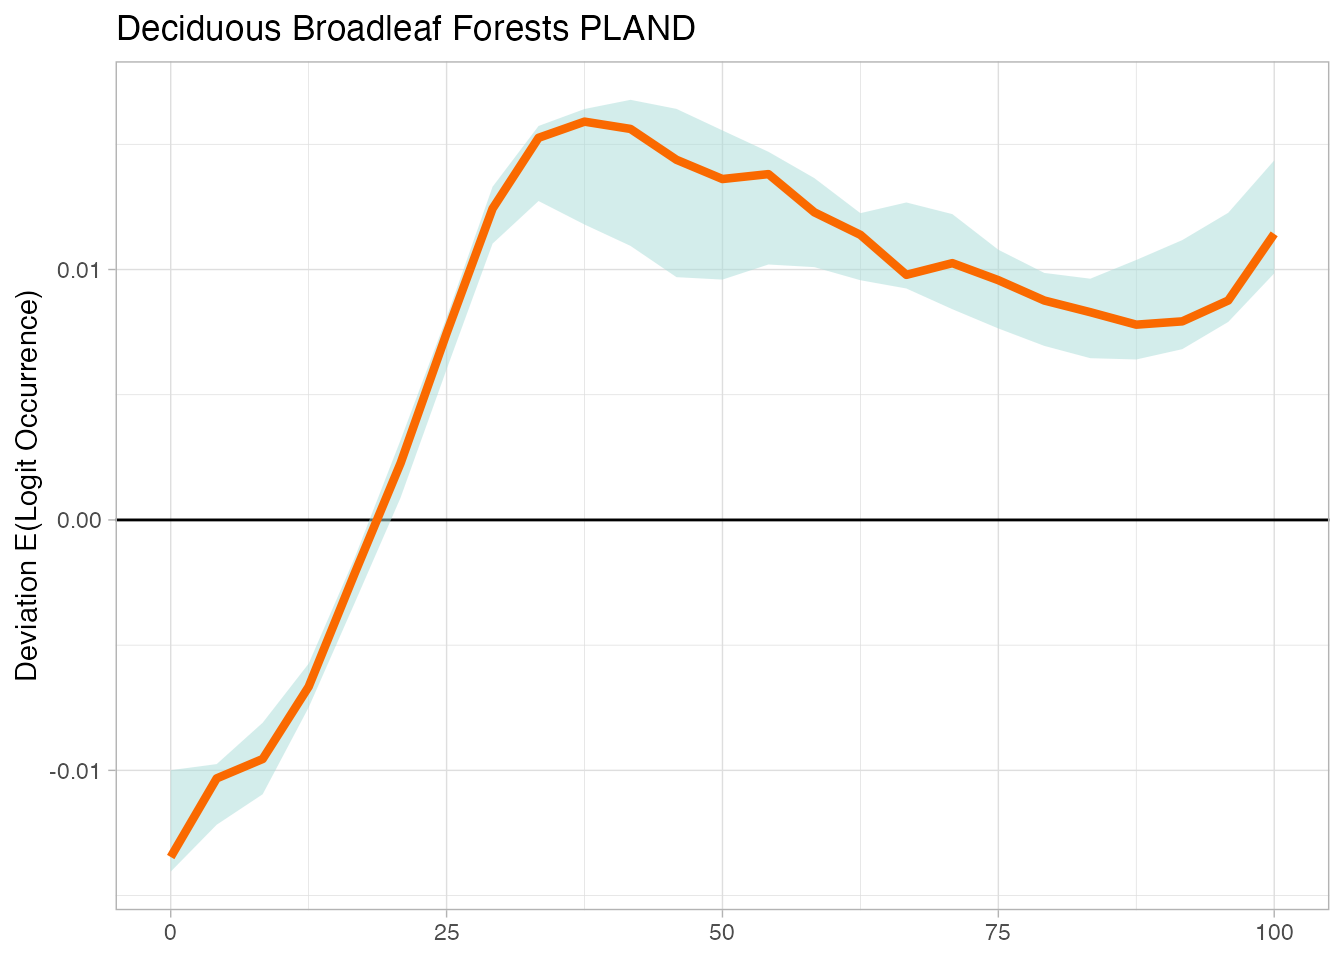 Deciduous Broadleaf Forests PLAND
Deviation E(Logit Occurrence)
0.01
0.00
-0.01
0 25 50 75 100